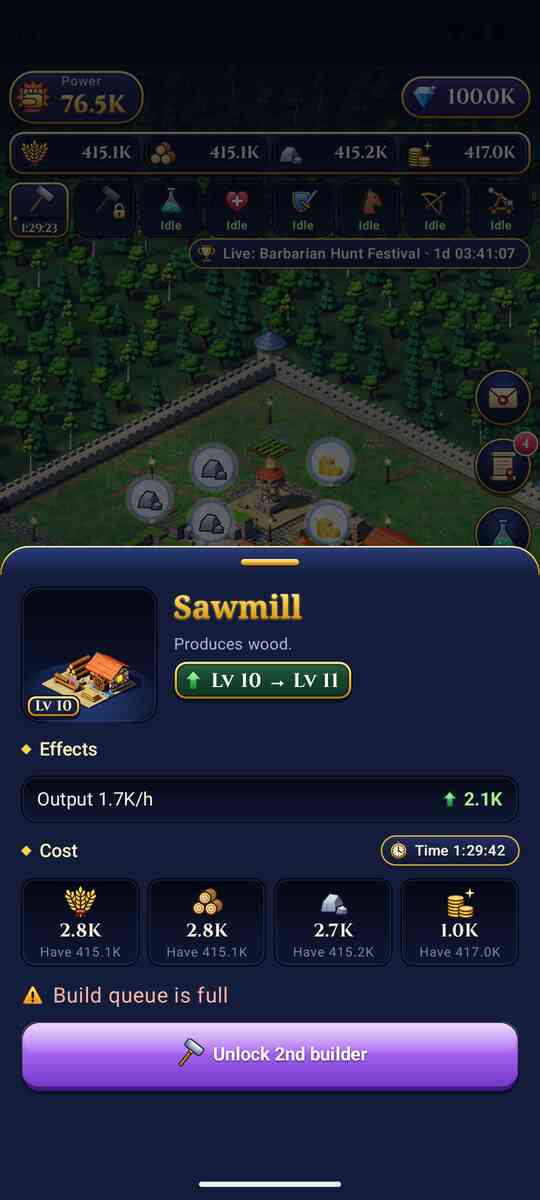 Power
76.5K
100.0K
415.1K
415.1K
415.2K
417.0K
1:29:23
Idle
Idle
Idle
Idle
Idle
Idle
Live: Barbarian Hunt Festival · 1d 03:41:07
4
Sawmill
Produces wood.
Lv 10 → Lv 11
Lv 10
Effects
Output 1.7K/h
2.1K
Cost
Time 1:29:42
2.8K
Have 415.1K
2.8K
Have 415.1K
2.7K
Have 415.2K
1.0K
Have 417.0K
Build queue is full
Unlock 2nd builder